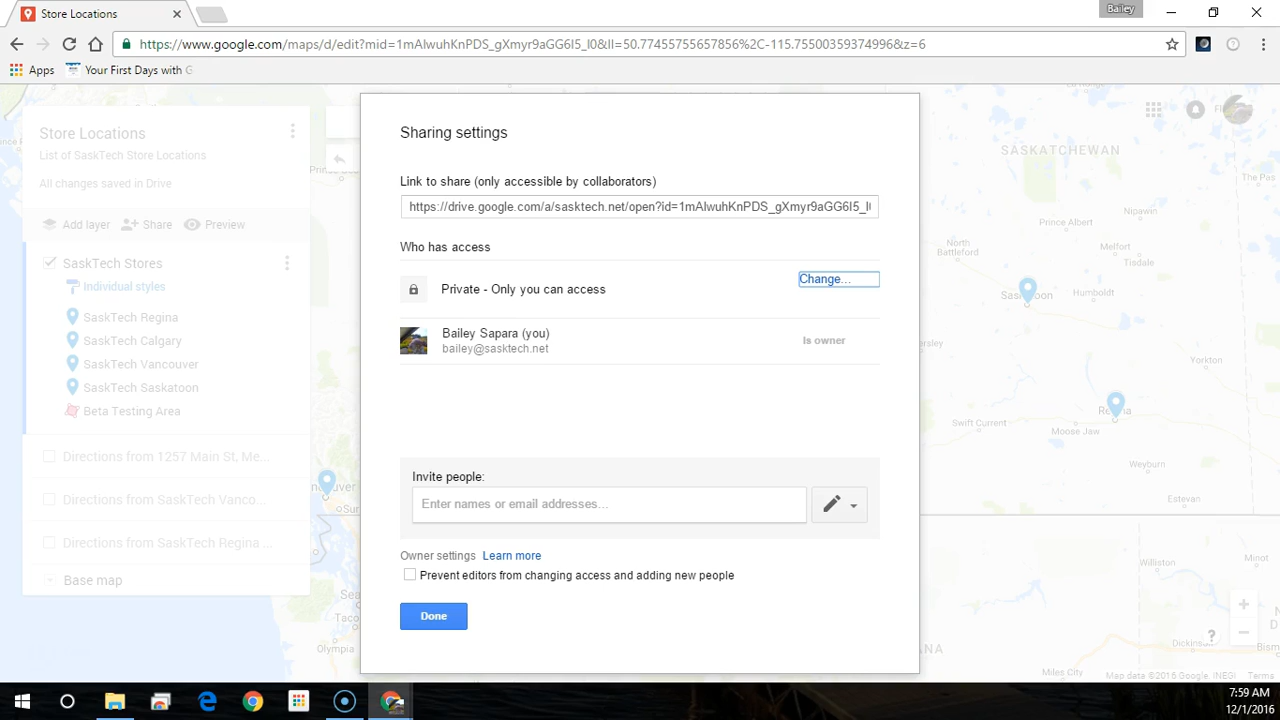 Store Locations
Bailey
https://www.google.com/maps/d/edit?mid=1mAlwuhKnPDS_gXmyr9aGG6I5_I0&ll=50.77455755657856%2C-115.75500359374996&z=6
Apps
Your First Days with G
Sharing settings
Link to share (only accessible by collaborators)
https://drive.google.com/a/sasktech.net/open?id=1mAlwuhKnPDS_gXmyr9aGG6I5_I
Who has access
Private - Only you can access
Change...
Bailey Sapara (you)
bailey@sasktech.net
Is owner
Invite people:
Enter names or email addresses...
Owner settings Learn more
Prevent editors from changing access and adding new people
Done
Store Locations
List of SaskTech Store Locations
All changes saved in Drive
Add layer
Share
Preview
SaskTech Stores
Individual styles
SaskTech Regina
SaskTech Calgary
SaskTech Vancouver
SaskTech Saskatoon
Beta Testing Area
Directions from 1257 Main St, Me...
Directions from SaskTech Vanco...
Directions from SaskTech Regina ...
Base map
SASKATCHEWAN
The Pas
Nipawin
Prince Albert
North
Battleford
Melfort
Tisdale
Humboldt
Yorkton
Swift Current
Moose Jaw
Weyburn
Estevan
Minot
Olympia
Miles City
Map data ©2016 Google, INEGI
Terms
7:59 AM
12/1/2016